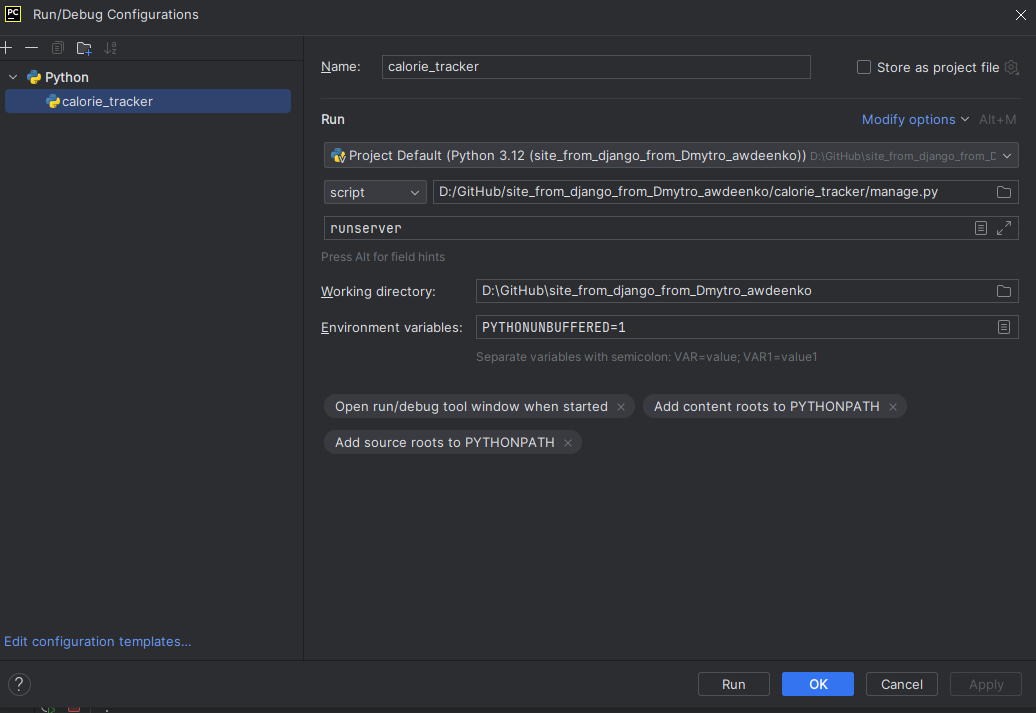 PC Run/Debug Configurations
Python
calorie_tracker
Edit configuration templates...
Name: calorie_tracker Store as project file
Run Modify options Alt+M
Project Default (Python 3.12 (site_from_django_from_Dmytro_awdeenko)) D:\GitHub\site_from_django_from_D
script D:/GitHub/site_from_django_from_Dmytro_awdeenko/calorie_tracker/manage.py
runserver
Press Alt for field hints
Working directory: D:\GitHub\site_from_django_from_Dmytro_awdeenko
Environment variables: PYTHONUNBUFFERED=1
Separate variables with semicolon: VAR=value; VAR1=value1
Open run/debug tool window when started × Add content roots to PYTHONPATH ×
Add source roots to PYTHONPATH ×
? Run OK Cancel Apply